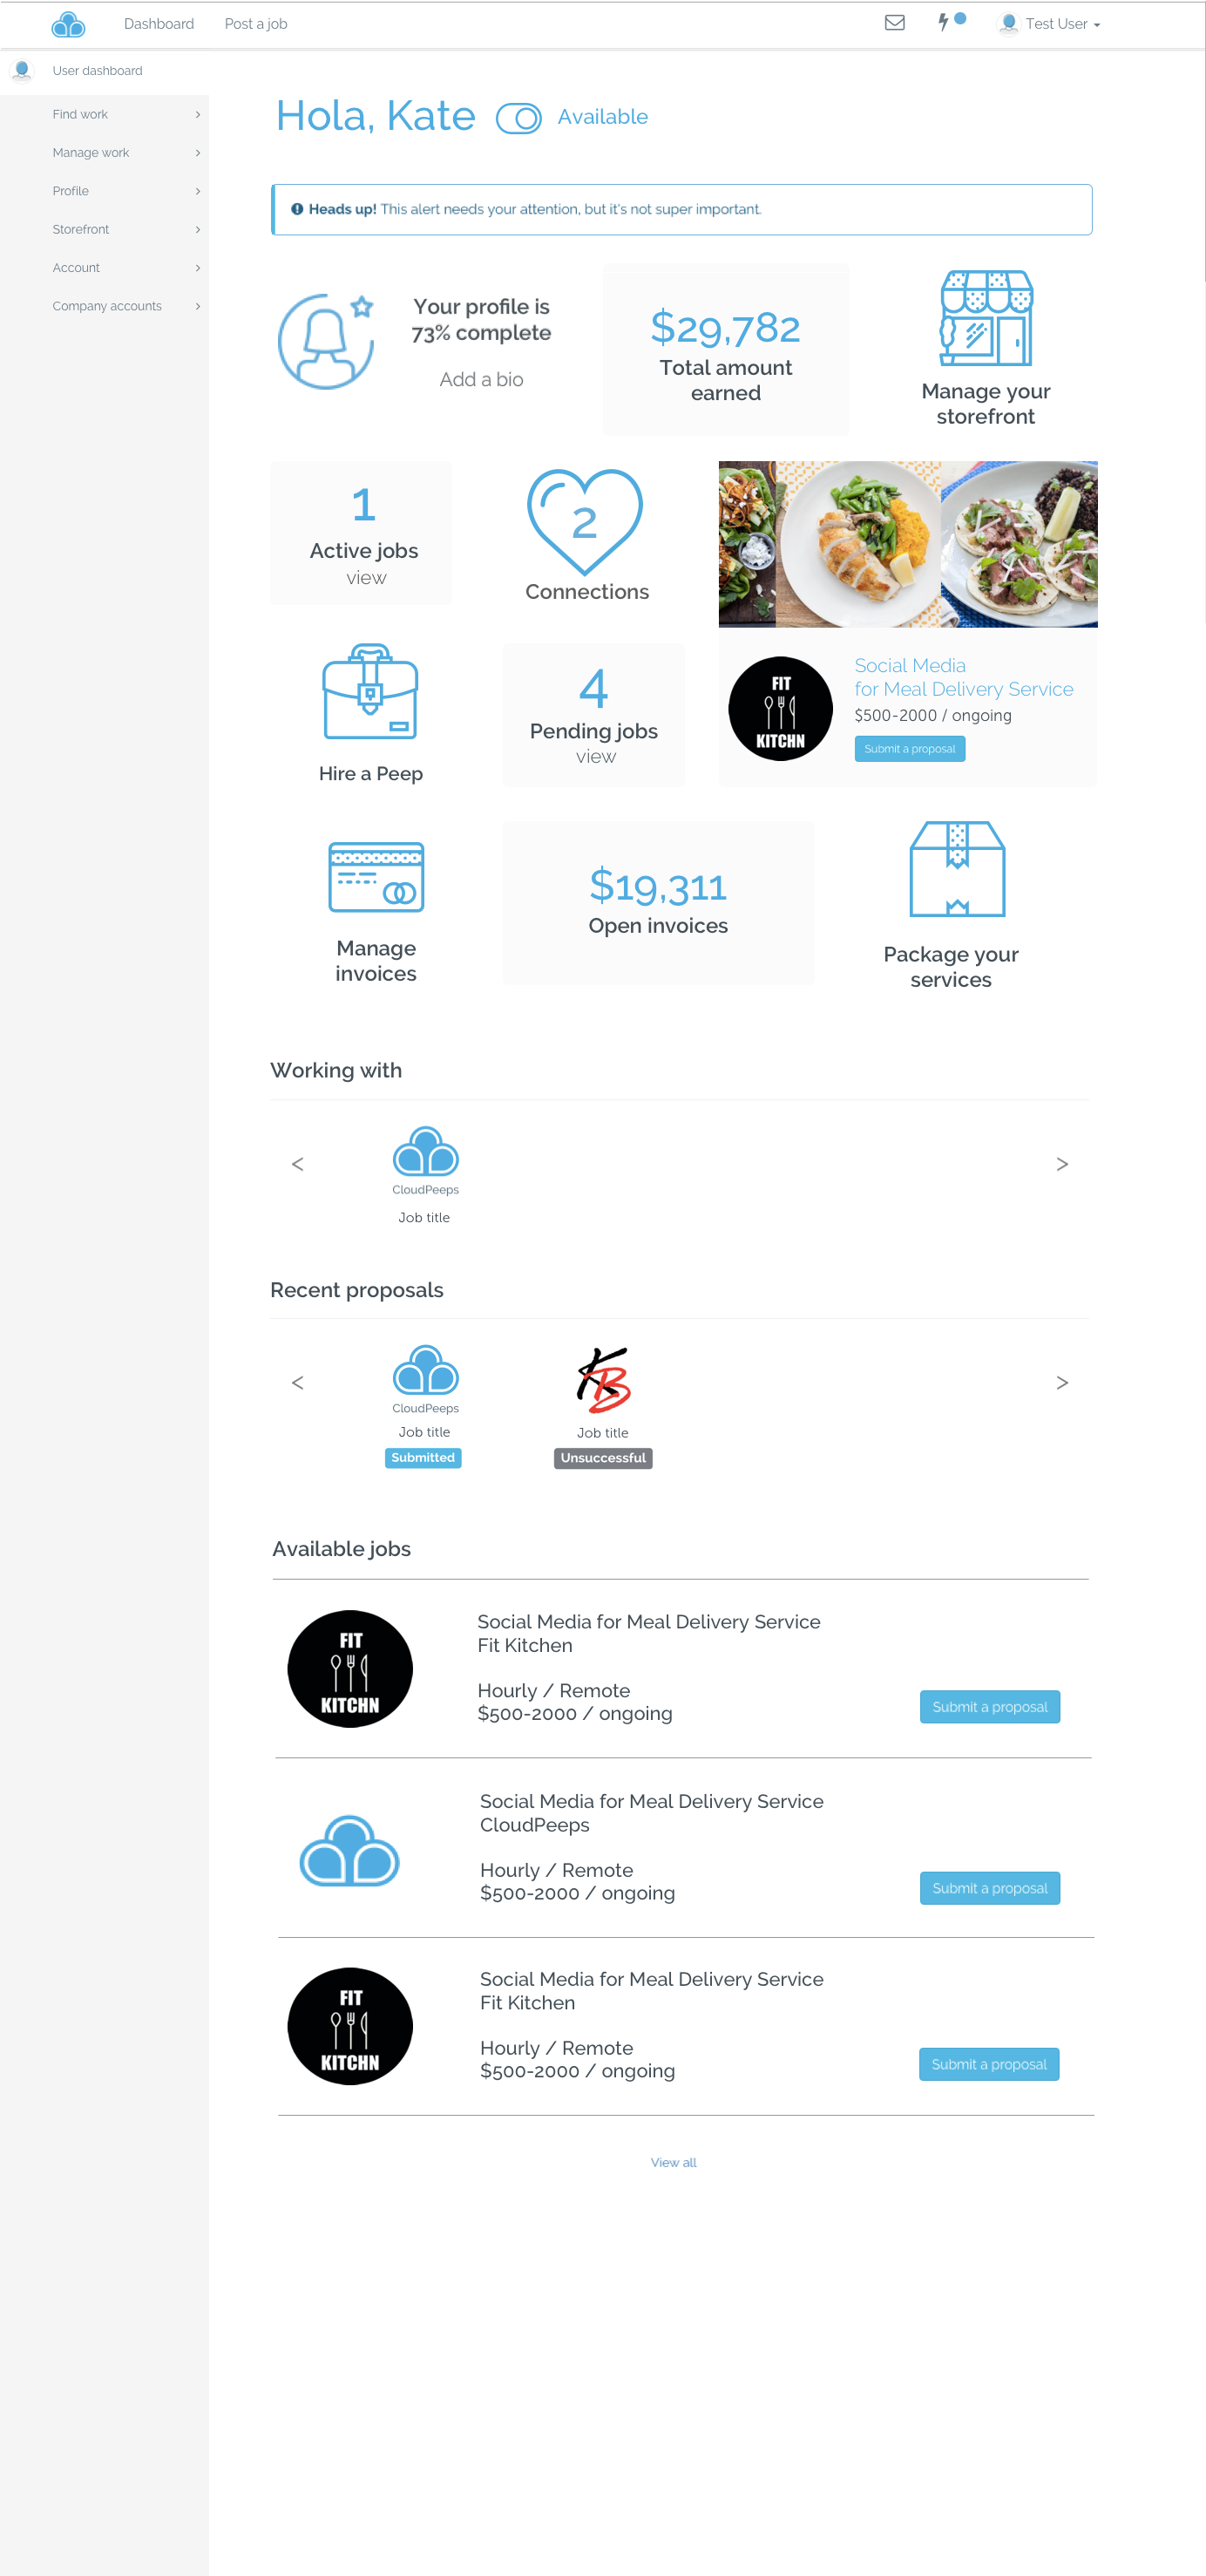 Dashboard
Post a job
Test User
User dashboard
Find work
Manage work
Profile
Storefront
Account
Company accounts
Hola, Kate
Available
Heads up! This alert needs your attention, but it's not super important.
Your profile is
73% complete
Add a bio
$29,782
Total amount
earned
Manage your
storefront
1
Active jobs
view
2
Connections
Hire a Peep
4
Pending jobs
view
FIT
KITCHN
Social Media
for Meal Delivery Service
$500-2000 / ongoing
Submit a proposal
Manage
invoices
$19,311
Open invoices
Package your
services
Working with
<
CloudPeeps
Job title
>
Recent proposals
<
CloudPeeps
Job title
Submitted
KB
Job title
Unsuccessful
>
Available jobs
FIT
KITCHN
Social Media for Meal Delivery Service
Fit Kitchen
Hourly / Remote
$500-2000 / ongoing
Submit a proposal
Social Media for Meal Delivery Service
CloudPeeps
Hourly / Remote
$500-2000 / ongoing
Submit a proposal
FIT
KITCHN
Social Media for Meal Delivery Service
Fit Kitchen
Hourly / Remote
$500-2000 / ongoing
Submit a proposal
View all